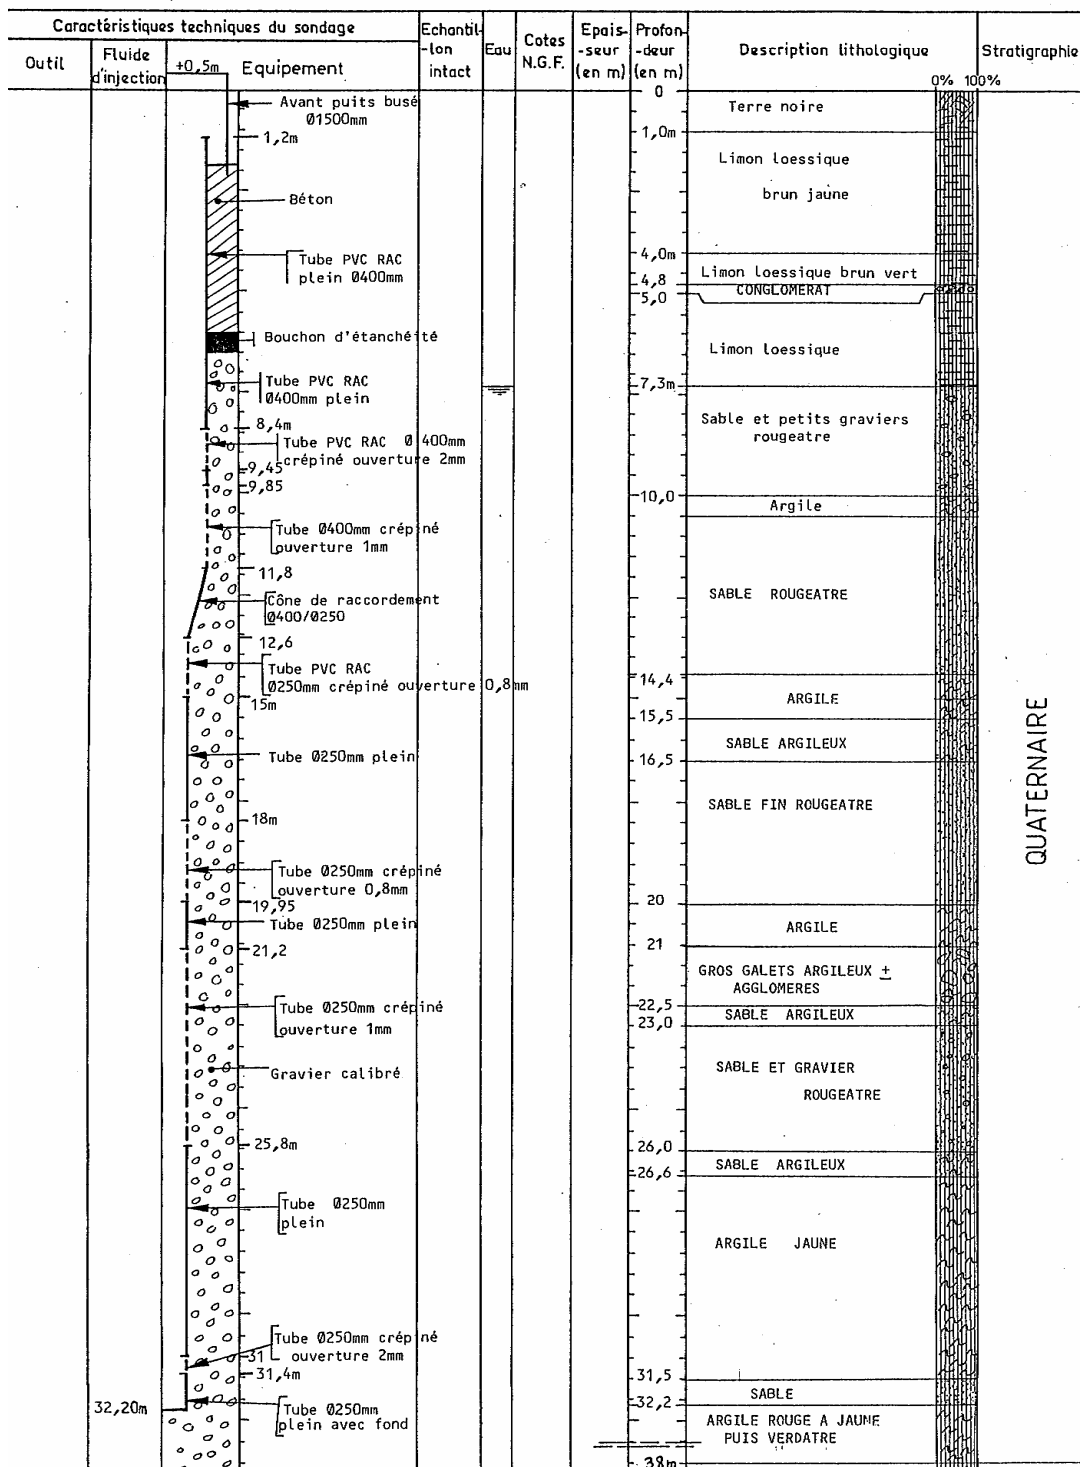 Caractéristiques techniques du sondage
Outil
Fluide
d'injection
+0,5m
Equipement
Echantil-
-lon
intact
Eau
Cotes
N.G.F.
Epais-
-seur
(en m)
Profon-
-deur
(en m)
Description lithologique
0% 100%
Stratigraphie
Avant puits busé
Ø1500mm
1,2m
Béton
Tube PVC RAC
plein Ø400mm
Bouchon d'étanchéité
Tube PVC RAC
Ø400mm plein
8,4m
Tube PVC RAC Ø 400mm
crépiné ouverture 2mm
9,45
9,85
Tube Ø400mm crépiné
ouverture 1mm
11,8
Cône de raccordement
Ø400/Ø250
12,6
Tube PVC RAC
Ø250mm crépiné ouverture 0,8mm
15m
Tube Ø250mm plein
18m
Tube Ø250mm crépiné
ouverture 0,8mm
19,95
Tube Ø250mm plein
21,2
Tube Ø250mm crépiné
ouverture 1mm
Gravier calibré
25,8m
Tube Ø250mm
plein
Tube Ø250mm crépiné
ouverture 2mm
31
31,4m
32,20m
Tube Ø250mm
plein avec fond
0
Terre noire
1,0m
Limon loessique
brun jaune
4,0m
Limon loessique brun vert
4,8
CONGLOMERAT
5,0
Limon loessique
7,3m
Sable et petits graviers
rougeatre
10,0
Argile
SABLE ROUGEATRE
14,4
ARGILE
15,5
SABLE ARGILEUX
16,5
SABLE FIN ROUGEATRE
20
ARGILE
21
GROS GALETS ARGILEUX ±
AGGLOMERES
22,5
SABLE ARGILEUX
23,0
SABLE ET GRAVIER
ROUGEATRE
26,0
SABLE ARGILEUX
26,6
ARGILE JAUNE
31,5
SABLE
32,2
ARGILE ROUGE A JAUNE
PUIS VERDATRE
38m
QUATERNAIRE